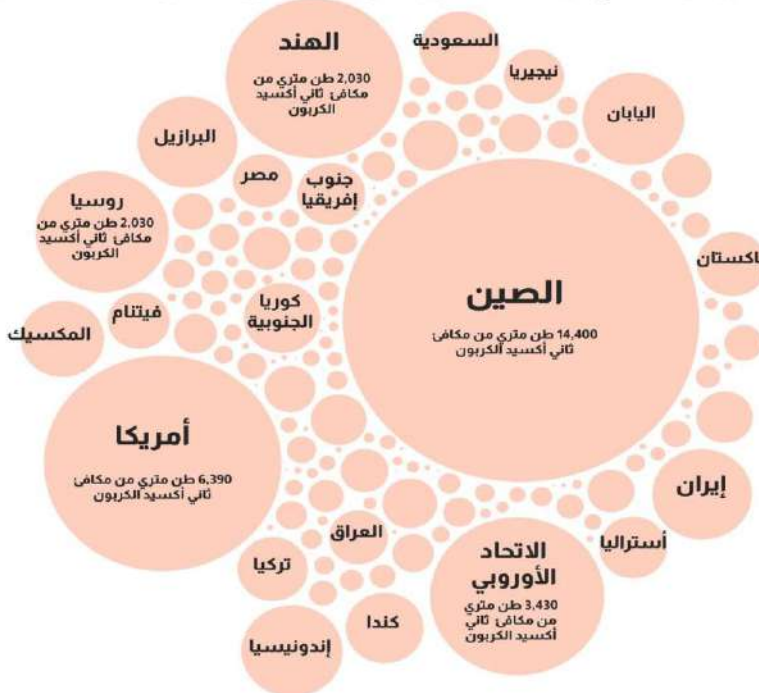 الهند
2,030 طن متري من
مكافئ ثاني أكسيد
الكربون
السعودية
نيجيريا
اليابان
البرازيل
مصر
جنوب
إفريقيا
روسيا
2,030 طن متري من
مكافئ ثاني أكسيد
الكربون
باكستان
الصين
14,400 طن متري من مكافئ
ثاني أكسيد الكربون
كوريا
الجنوبية
فيتنام
المكسيك
أمريكا
6,390 طن متري من مكافئ
ثاني أكسيد الكربون
إيران
أستراليا
العراق
تركيا
الاتحاد
الأوروبي
3,430 طن متري
من مكافئ ثاني
أكسيد الكربون
كندا
إندونيسيا